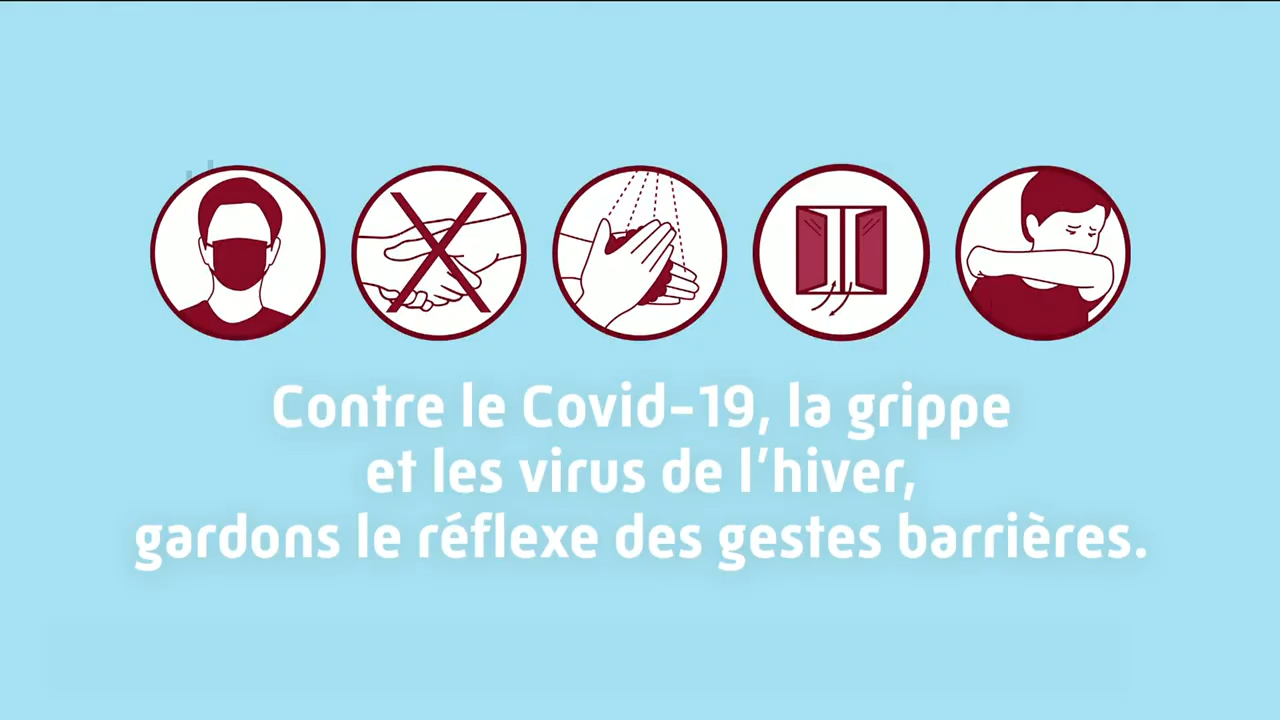 Contre le Covid-19, la grippe
et les virus de l'hiver,
gardons le réflexe des gestes barrières.